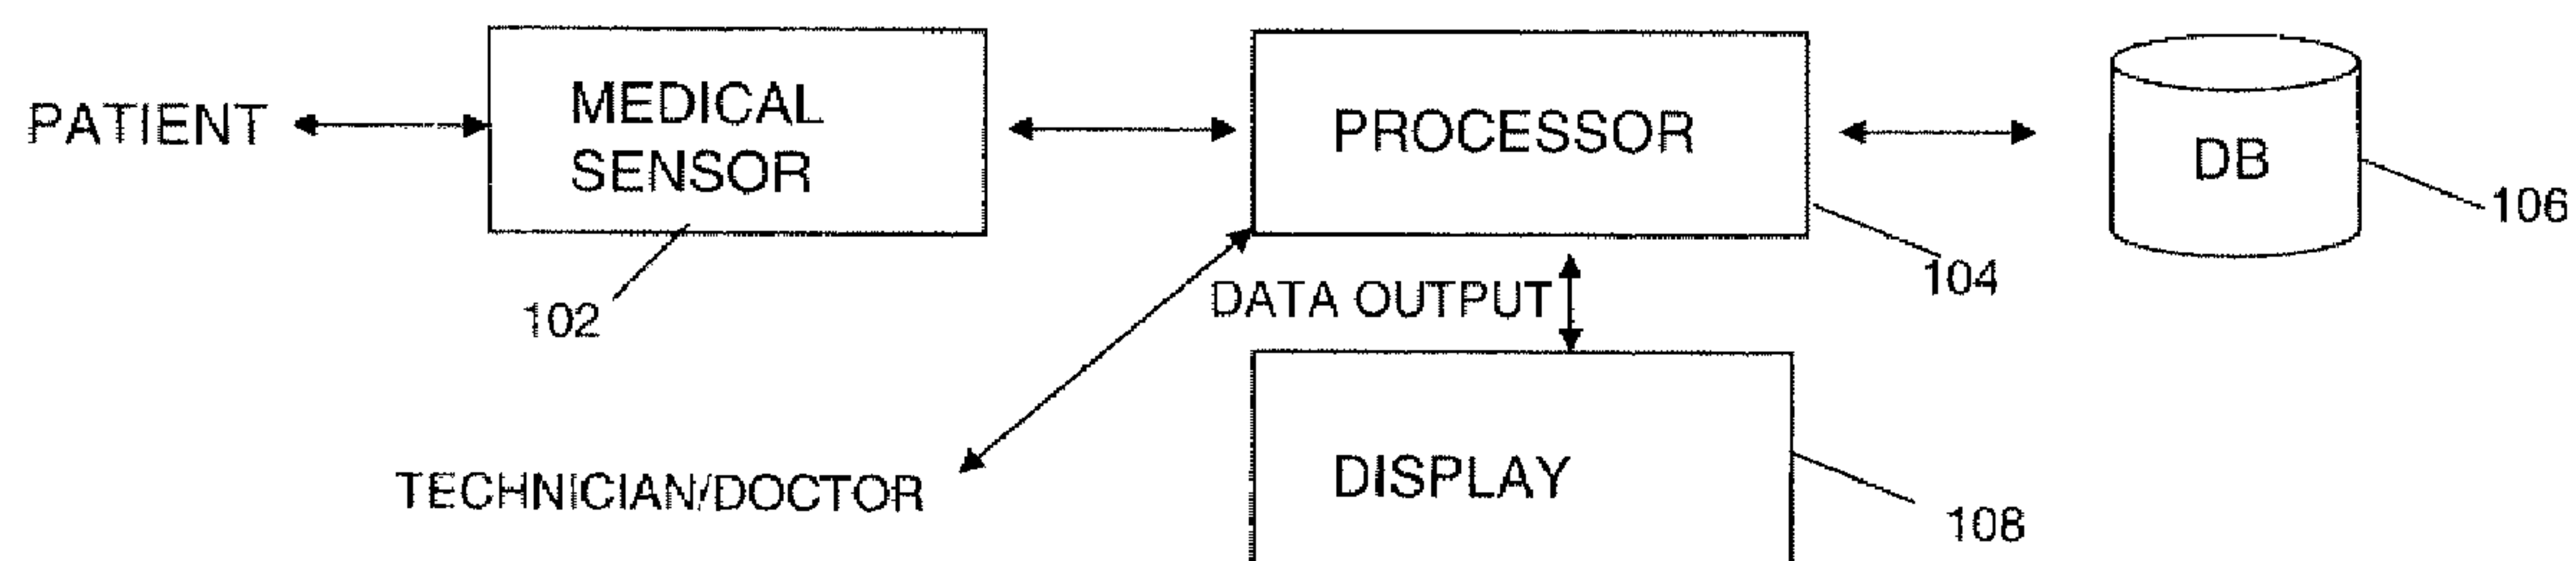 PATIENT
MEDICAL
SENSOR
102
PROCESSOR
104
DB
106
DATA OUTPUT
TECHNICIAN/DOCTOR
DISPLAY
108